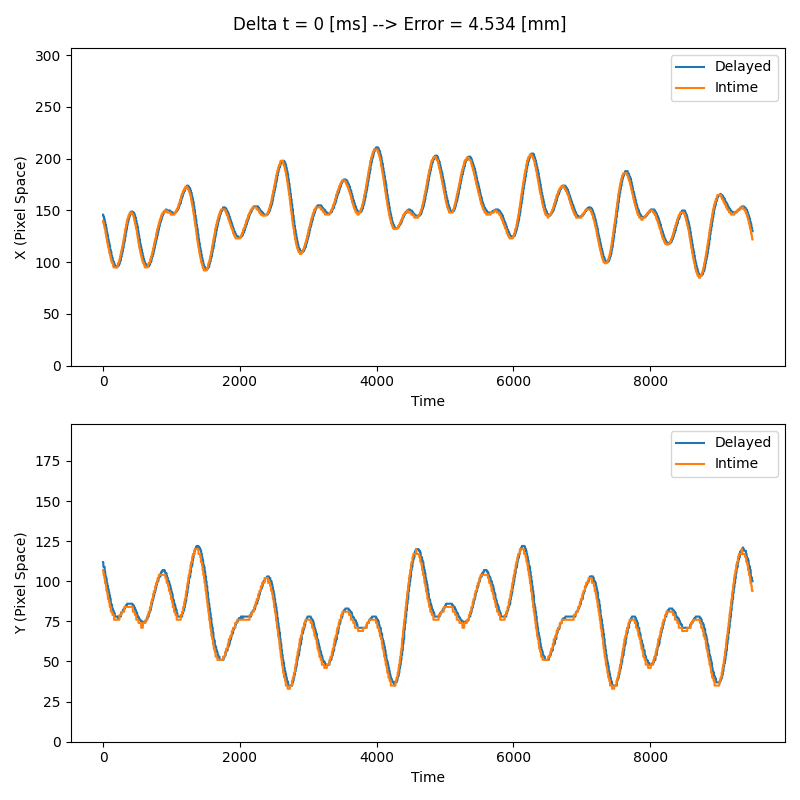 Delta t = 0 [ms] --> Error = 4.534 [mm]
300
250
200
150
100
50
0
X (Pixel Space)
Delayed
Intime
0 2000 4000 6000 8000
Time
175
150
125
100
75
50
25
0
Y (Pixel Space)
Delayed
Intime
0 2000 4000 6000 8000
Time